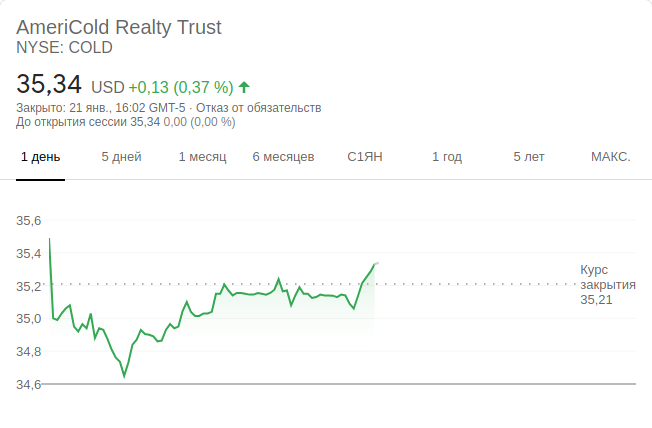 AmeriCold Realty Trust
NYSE: COLD
35,34 USD +0,13 (0,37 %)
Закрыто: 21 янв., 16:02 GMT-5 · Отказ от обязательств
До открытия сессии 35,34 0,00 (0,00 %)
1 день 5 дней 1 месяц 6 месяцев С1ЯН 1 год 5 лет МАКС.
35,6
35,4
Курс
закрытия
35,21
35,2
35,0
34,8
34,6